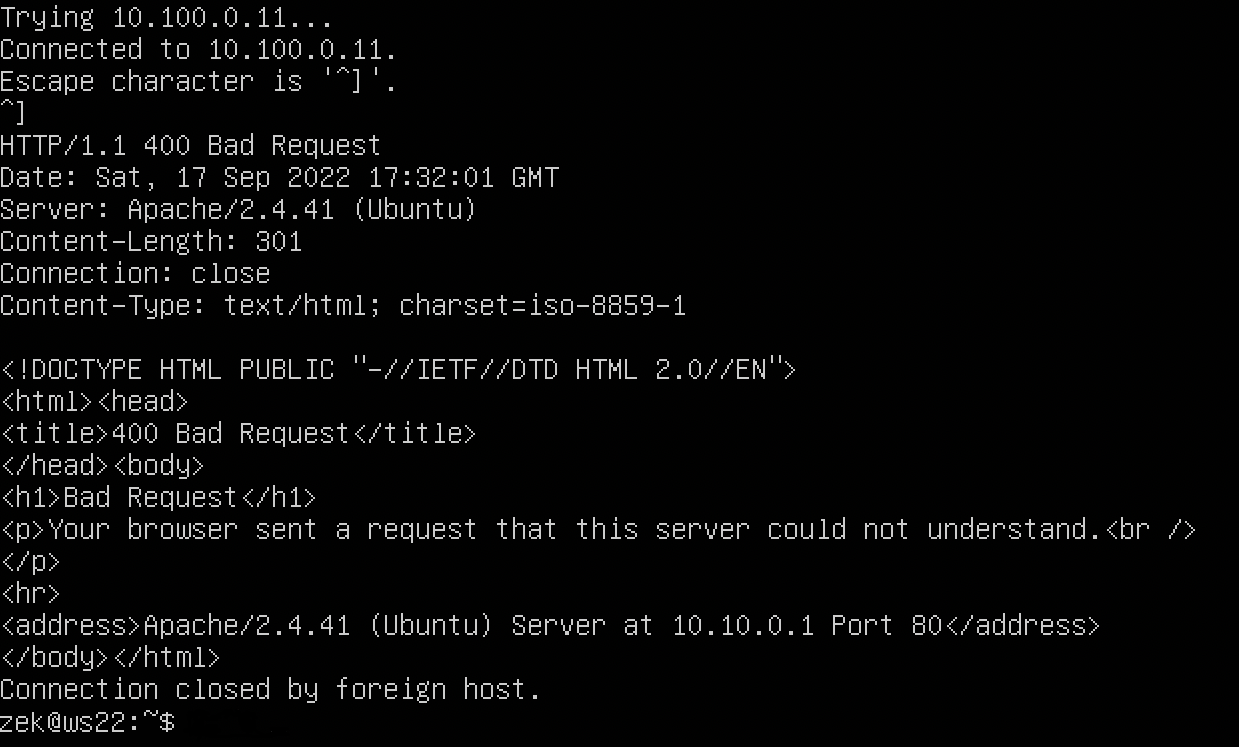 Trying 10.100.0.11...
Connected to 10.100.0.11.
Escape character is '^]'.
^]
HTTP/1.1 400 Bad Request
Date: Sat, 17 Sep 2022 17:32:01 GMT
Server: Apache/2.4.41 (Ubuntu)
Content-Length: 301
Connection: close
Content-Type: text/html; charset=iso-8859-1

<!DOCTYPE HTML PUBLIC "-//IETF//DTD HTML 2.0//EN">
<html><head>
<title>400 Bad Request</title>
</head><body>
<h1>Bad Request</h1>
<p>Your browser sent a request that this server could not understand.<br />
</p>
<hr>
<address>Apache/2.4.41 (Ubuntu) Server at 10.10.0.1 Port 80</address>
</body></html>
Connection closed by foreign host.
zek@ws22:~$